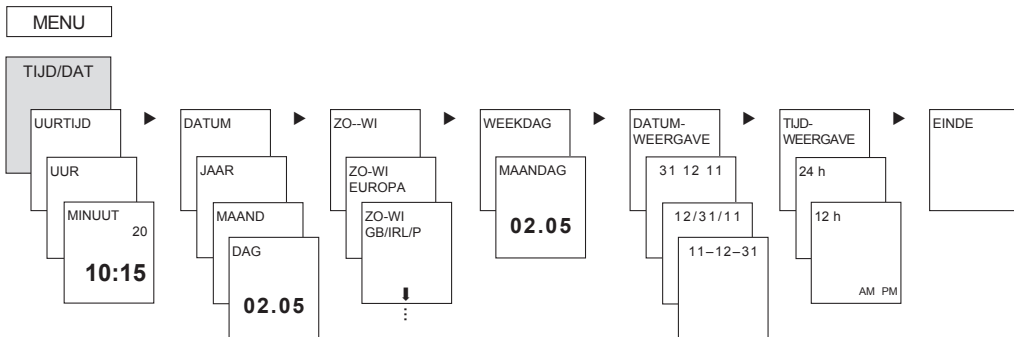 MENU
TIJD/DAT
UURTIJD
UUR
MINUUT
20
10:15
DATUM
JAAR
MAAND
DAG
02.05
ZO--WI
ZO-WI
EUROPA
ZO-WI
GB/IRL/P
WEEKDAG
MAANDAG
02.05
DATUM-
WEERGAVE
31 12 11
12/31/11
11–12–31
TIJD-
WEERGAVE
24 h
12 h
AM PM
EINDE